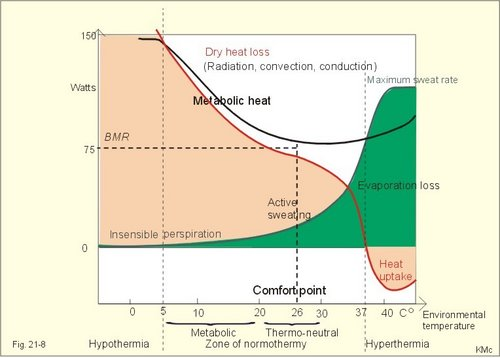 150
Dry heat loss
(Radiation, convection, conduction)
Maximum sweat rate
Watts
Metabolic heat
BMR
75
Evaporation loss
Active
sweating
Insensible perspiration
0
Heat
uptake
Comfort point
0 5 10 20 26 30 37 40 C° Environmental
temperature
Metabolic Thermo-neutral
Fig. 21-8 Hypothermia Zone of normothermy Hyperthermia KMc